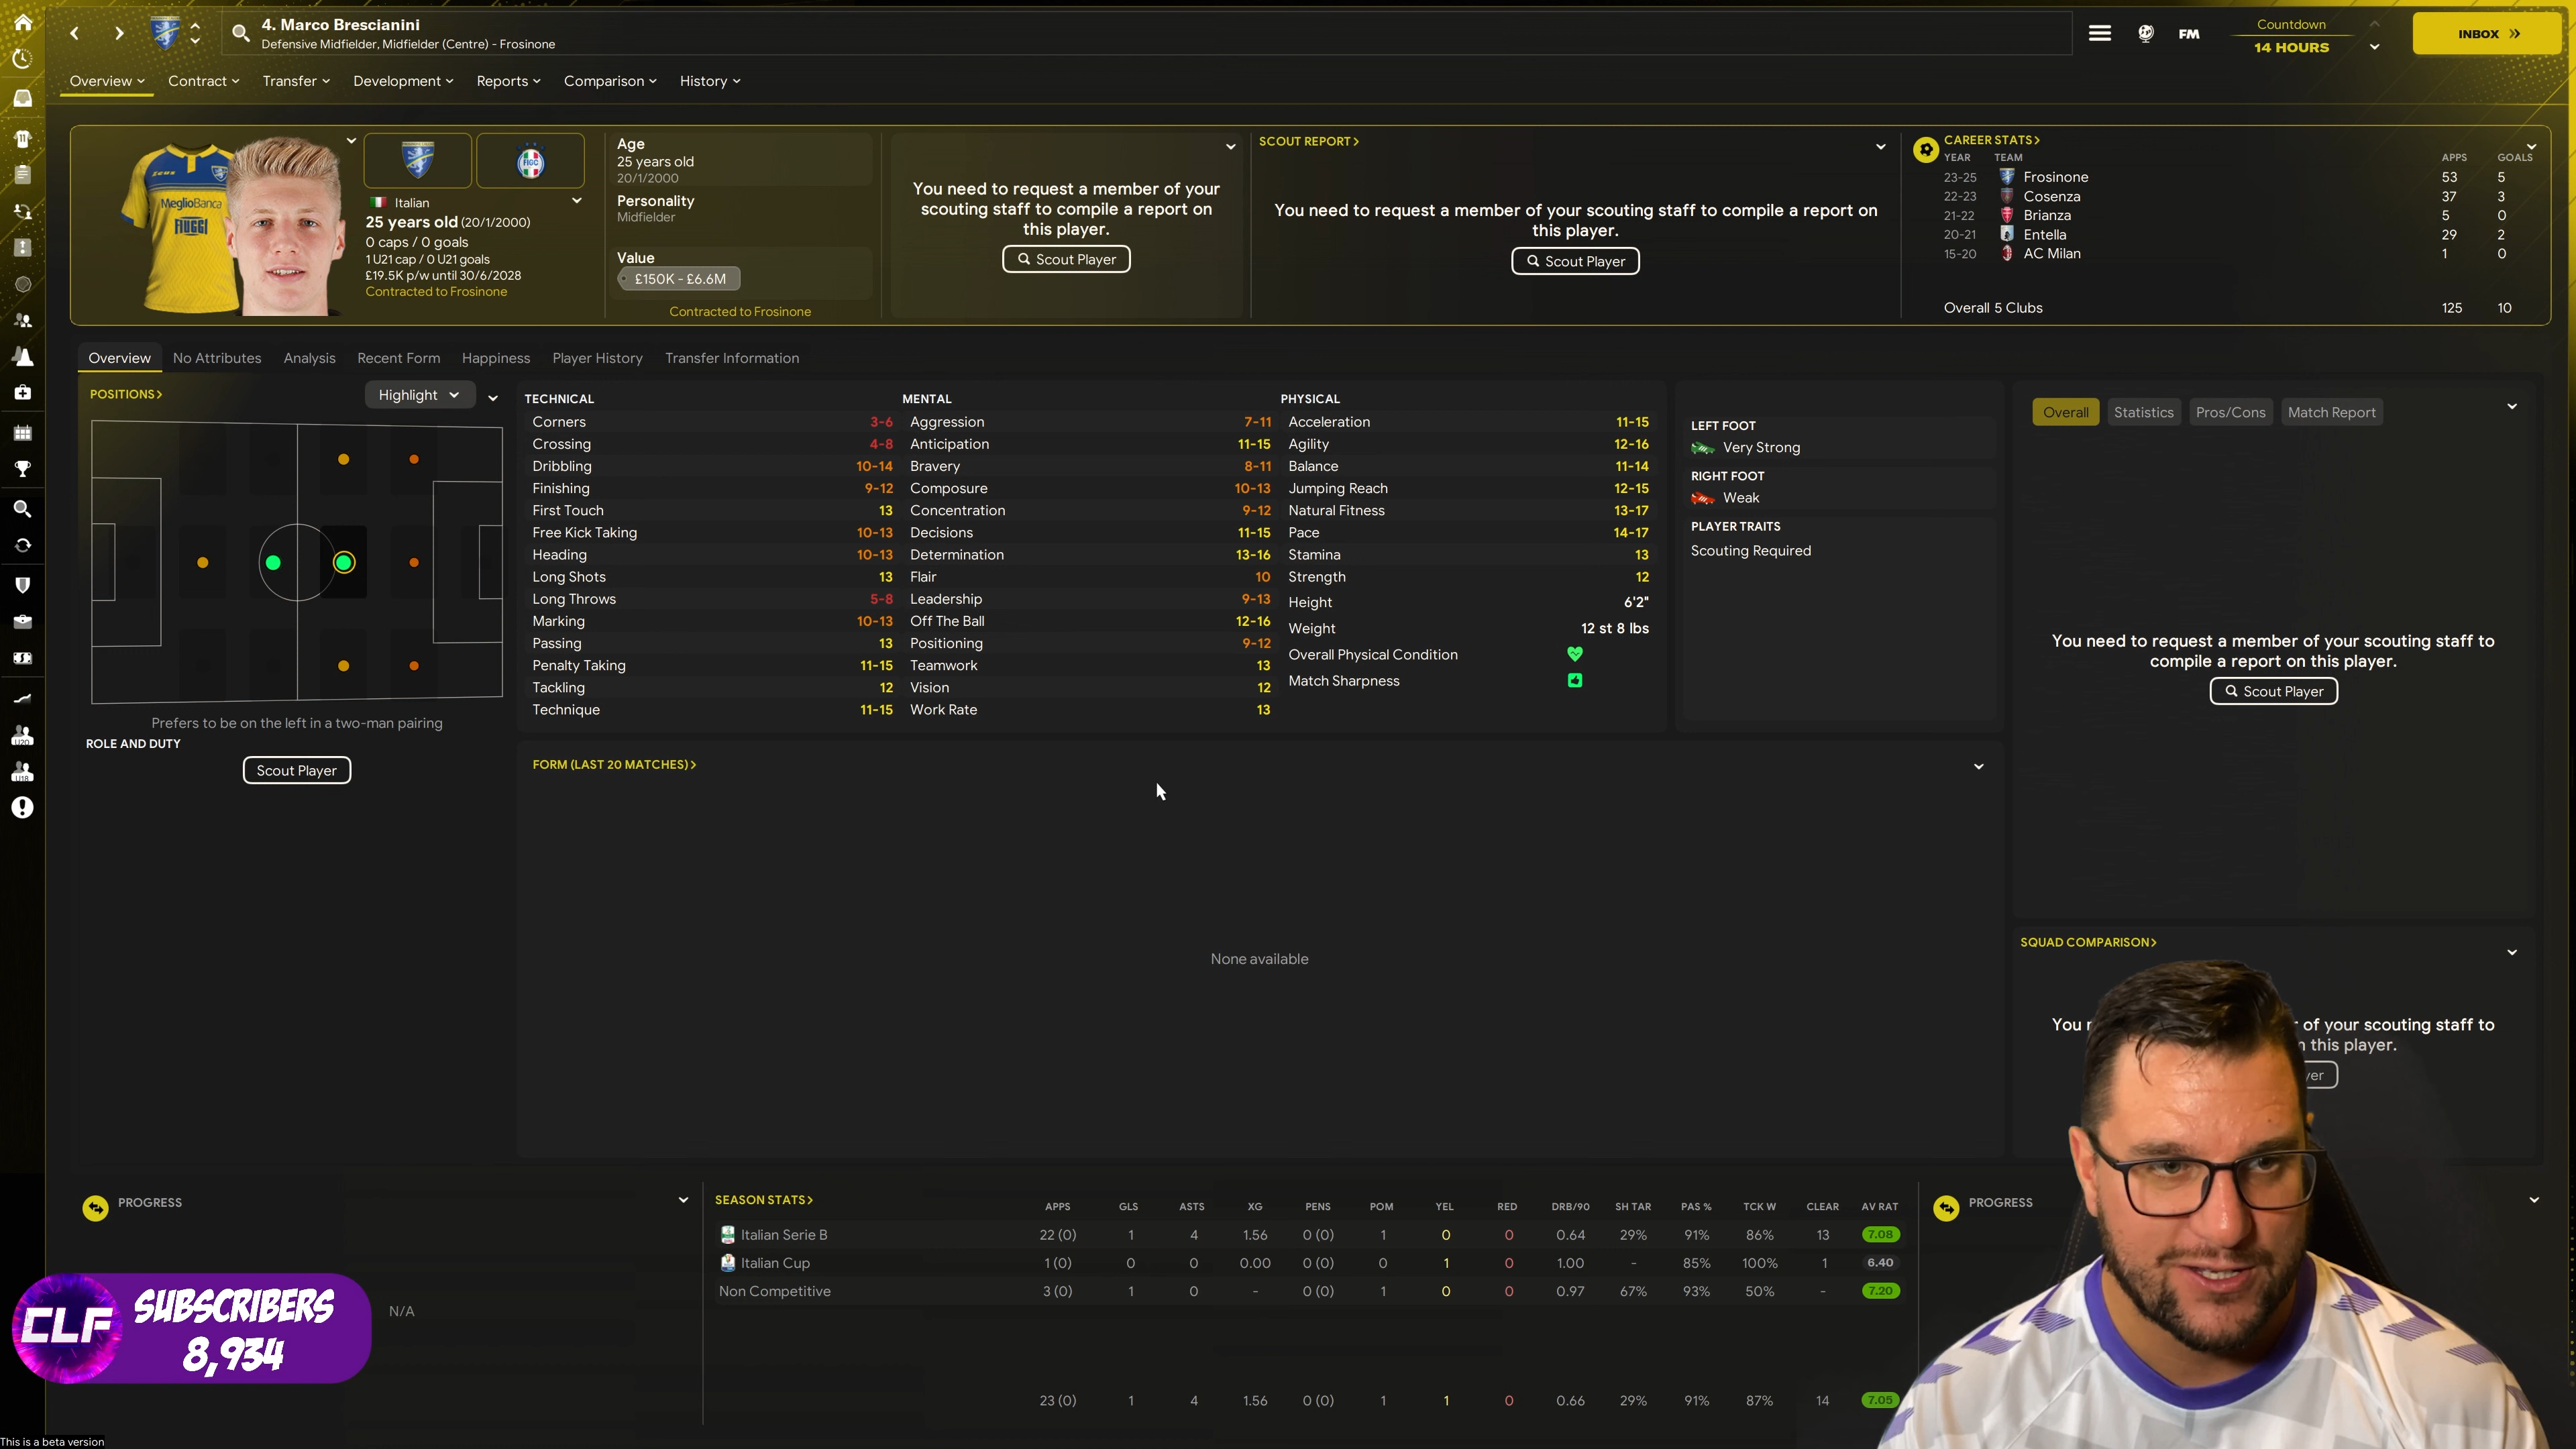 4. Marco Brescianini
Defensive Midfielder, Midfielder (Centre) - Frosinone
FM
Countdown
14 HOURS
INBOX
Overview
Contract
Transfer
Development
Reports
Comparison
History
MeglioBanca
FIUGGI
FIGC
Italian
25 years old (20/1/2000)
0 caps / 0 goals
1 U21 cap / 0 U21 goals
£19.5K p/w until 30/6/2028
Contracted to Frosinone
Age
25 years old
20/1/2000
Personality
Midfielder
Value
£150K - £6.6M
Contracted to Frosinone
You need to request a member of your
scouting staff to compile a report on
this player.
Scout Player
SCOUT REPORT >
You need to request a member of your scouting staff to compile a report on
this player.
Scout Player
CAREER STATS >
YEAR TEAM APPS GOALS
23-25 Frosinone 53 5
22-23 Cosenza 37 3
21-22 Brianza 5 0
20-21 Entella 29 2
15-20 AC Milan 1 0
Overall 5 Clubs 125 10
Overview
No Attributes
Analysis
Recent Form
Happiness
Player History
Transfer Information
POSITIONS >
Highlight
Prefers to be on the left in a two-man pairing
ROLE AND DUTY
Scout Player
TECHNICAL
Corners 3-6
Crossing 4-8
Dribbling 10-14
Finishing 9-12
First Touch 13
Free Kick Taking 10-13
Heading 10-13
Long Shots 13
Long Throws 5-8
Marking 10-13
Passing 13
Penalty Taking 11-15
Tackling 12
Technique 11-15
MENTAL
Aggression 7-11
Anticipation 11-15
Bravery 8-11
Composure 10-13
Concentration 9-12
Decisions 11-15
Determination 13-16
Flair 10
Leadership 9-13
Off The Ball 12-16
Positioning 9-12
Teamwork 13
Vision 12
Work Rate 13
PHYSICAL
Acceleration 11-15
Agility 12-16
Balance 11-14
Jumping Reach 12-15
Natural Fitness 13-17
Pace 14-17
Stamina 13
Strength 12
Height 6'2"
Weight 12 st 8 lbs
Overall Physical Condition
Match Sharpness
LEFT FOOT
Very Strong
RIGHT FOOT
Weak
PLAYER TRAITS
Scouting Required
Overall
Statistics
Pros/Cons
Match Report
You need to request a member of your scouting staff to
compile a report on this player.
Scout Player
FORM (LAST 20 MATCHES) >
None available
SQUAD COMPARISON >
You of your scouting staff to
this player.
PROGRESS
N/A
SEASON STATS > APPS GLS ASTS XG PENS POM YEL RED DRB/90 SH TAR PAS % TCK W CLEAR AV RAT
Italian Serie B 22 (0) 1 4 1.56 0 (0) 1 0 0 0.64 29% 91% 86% 13 7.08
Italian Cup 1 (0) 0 0 0.00 0 (0) 0 1 0 1.00 - 85% 100% 1 6.40
Non Competitive 3 (0) 1 0 - 0 (0) 1 0 0 0.97 67% 93% 50% - 7.20
23 (0) 1 4 1.56 0 (0) 1 1 0 0.66 29% 91% 87% 14 7.05
PROGRESS
CLF
SUBSCRIBERS
8,934
This is a beta version